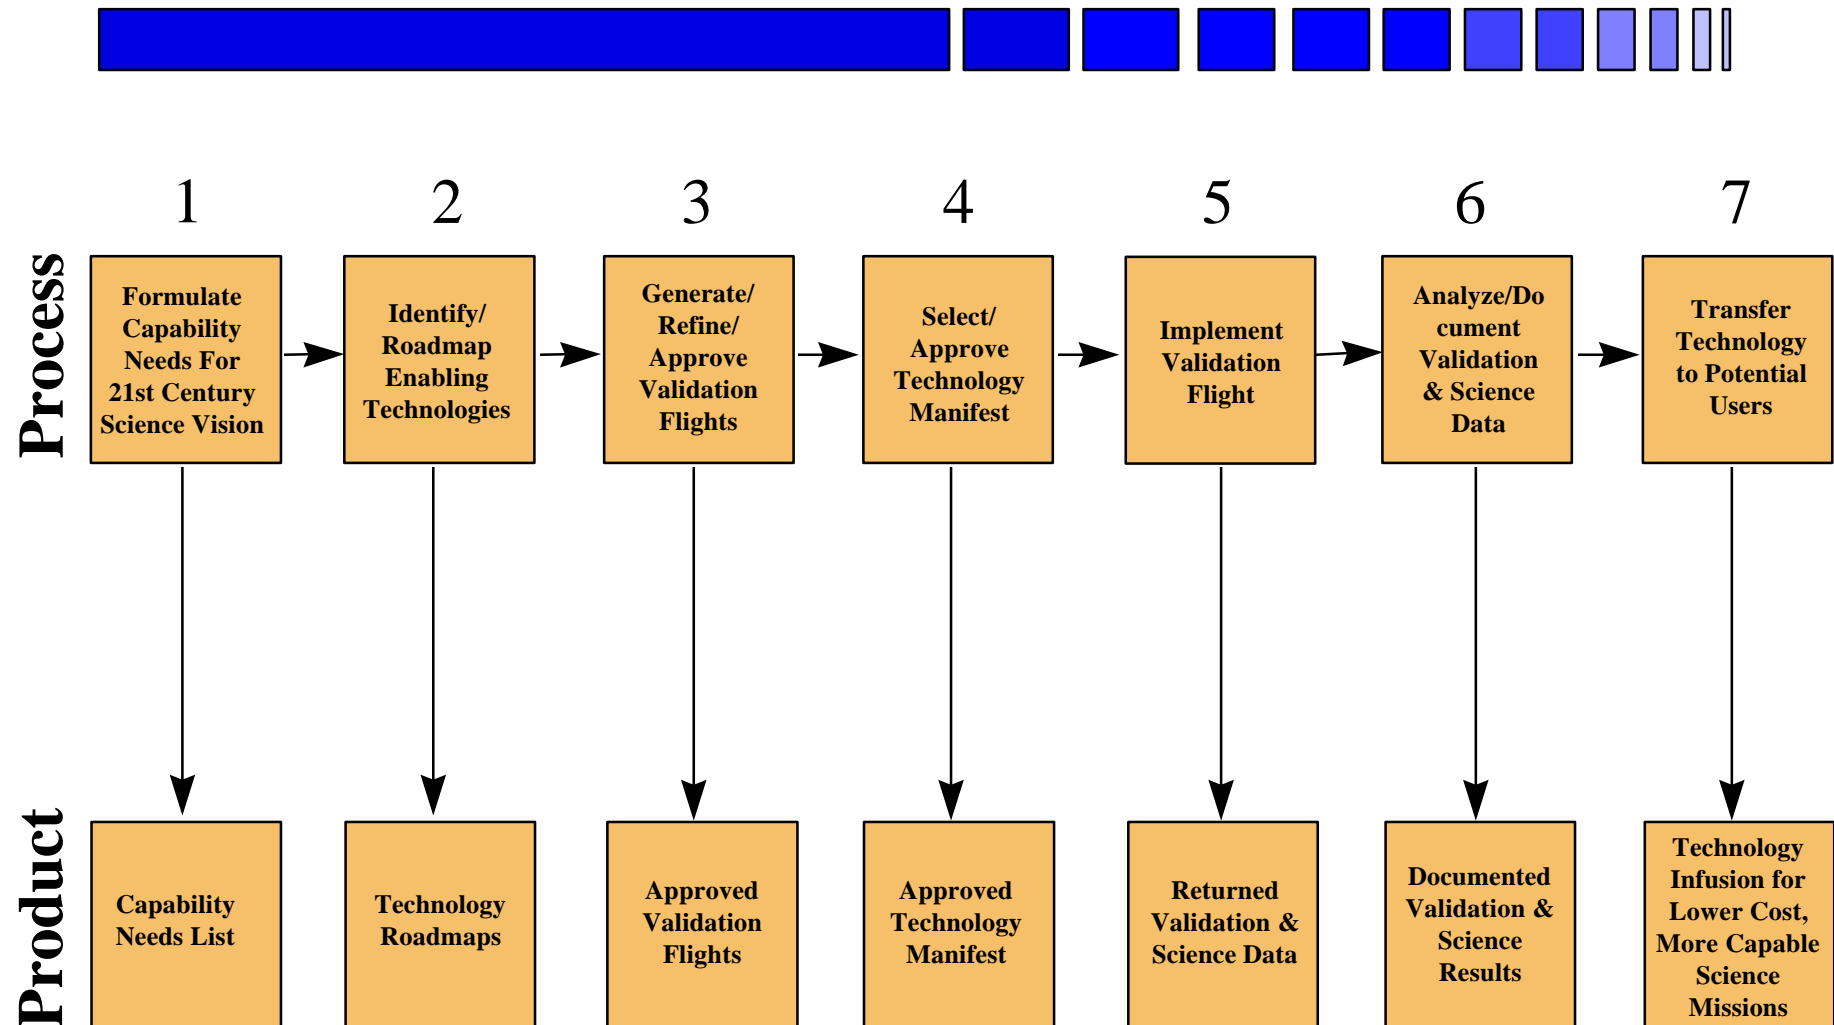 1
2
3
4
5
6
7
Process
Formulate
Capability
Needs For
21st Century
Science Vision
Identify/
Roadmap
Enabling
Technologies
Generate/
Refine/
Approve
Validation
Flights
Select/
Approve
Technology
Manifest
Implement
Validation
Flight
Analyze/Do
cument
Validation
& Science
Data
Transfer
Technology
to Potential
Users
Product
Capability
Needs List
Technology
Roadmaps
Approved
Validation
Flights
Approved
Technology
Manifest
Returned
Validation &
Science Data
Documented
Validation &
Science
Results
Technology
Infusion for
Lower Cost,
More Capable
Science
Missions